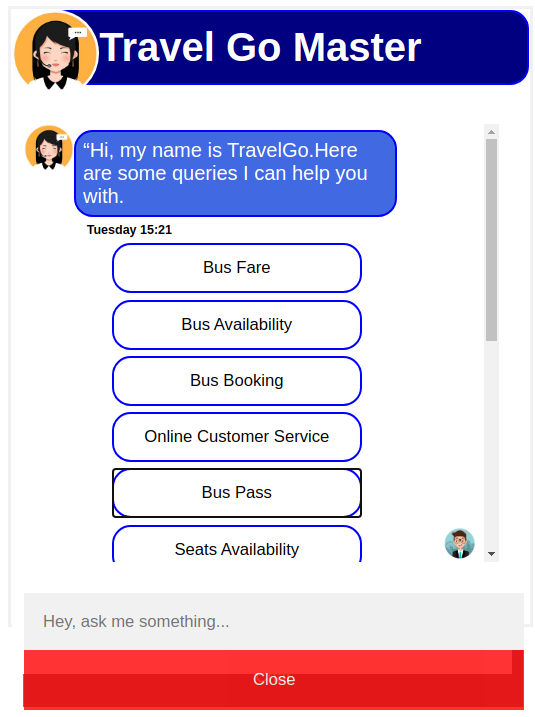 Travel Go Master
“Hi, my name is TravelGo.Here
are some queries I can help you
with.
Tuesday 15:21
Bus Fare
Bus Availability
Bus Booking
Online Customer Service
Bus Pass
Seats Availability
Hey, ask me something...
Close